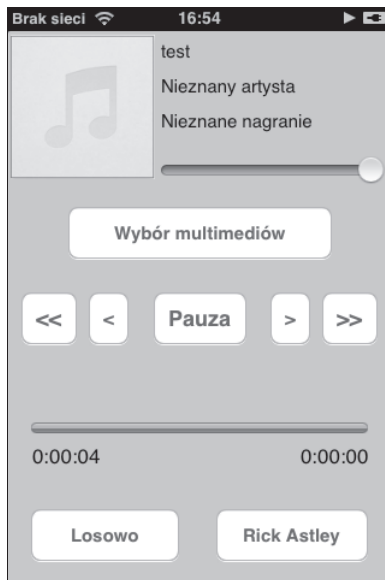 Brak sieci 16:54
test
Nieznany artysta
Nieznane nagranie
Wybór multimediów
<< < Pauza > >>
0:00:04 0:00:00
Losowo Rick Astley